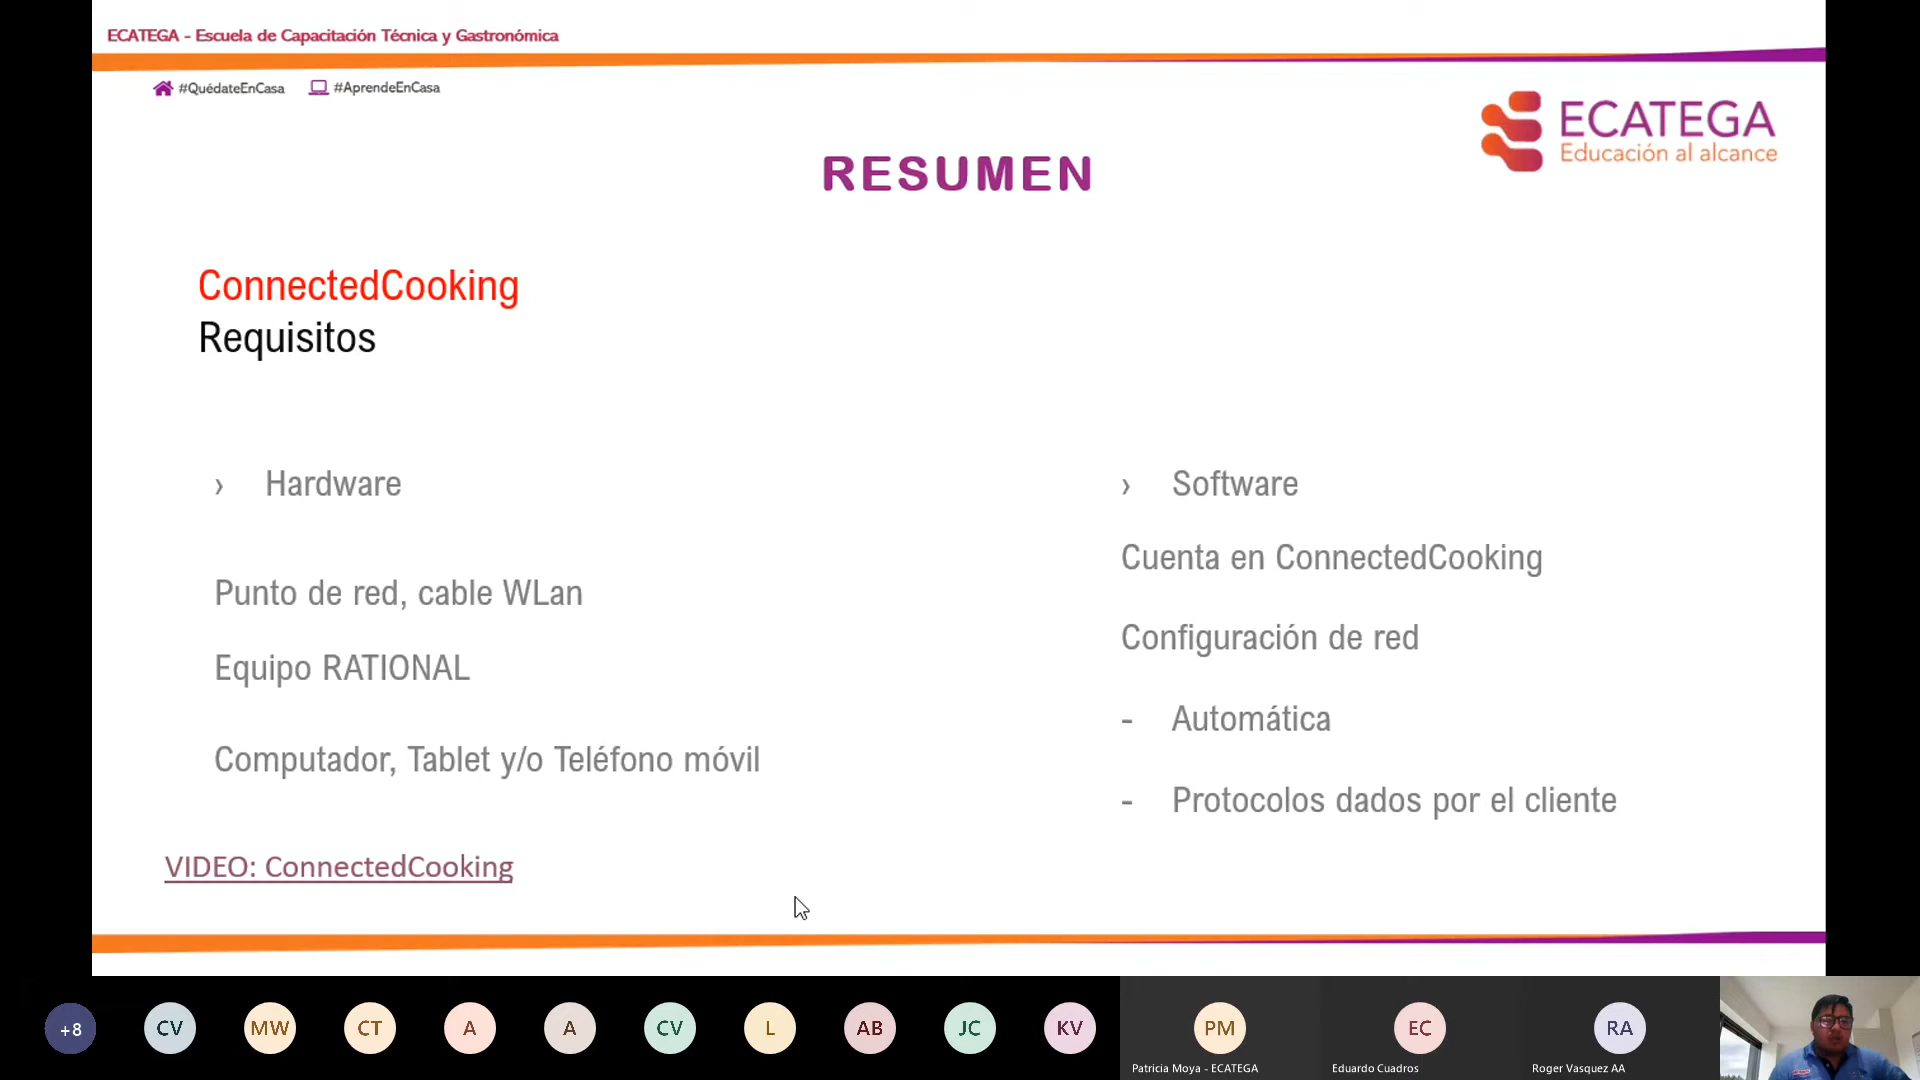 ECATEGA - Escuela de Capacitación Técnica y Gastronómica
#QuédateEnCasa #AprendeEnCasa
ECATEGA
Educación al alcance
RESUMEN
ConnectedCooking
Requisitos
› Hardware
Punto de red, cable WLan
Equipo RATIONAL
Computador, Tablet y/o Teléfono móvil
› Software
Cuenta en ConnectedCooking
Configuración de red
- Automática
- Protocolos dados por el cliente
VIDEO: ConnectedCooking
+8 CV MW CT A A CV L AB JC KV PM EC RA
Patricia Moya - ECATEGA Eduardo Cuadros Roger Vasquez AA